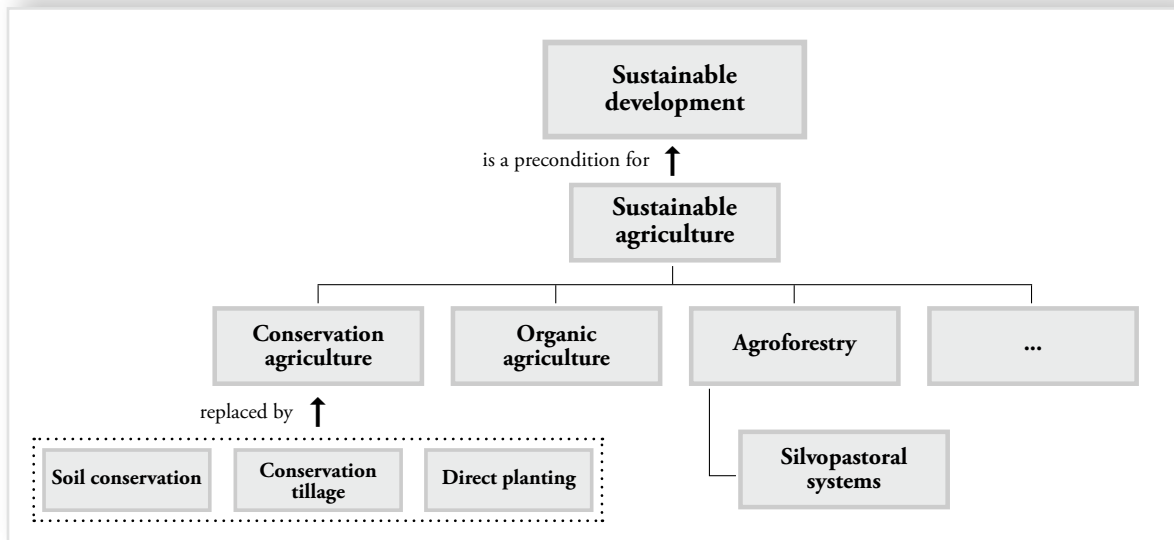 Sustainable
development
is a precondition for
Sustainable
agriculture
Conservation
agriculture
Organic
agriculture
Agroforestry
...
replaced by
Soil conservation
Conservation
tillage
Direct planting
Silvopastoral
systems